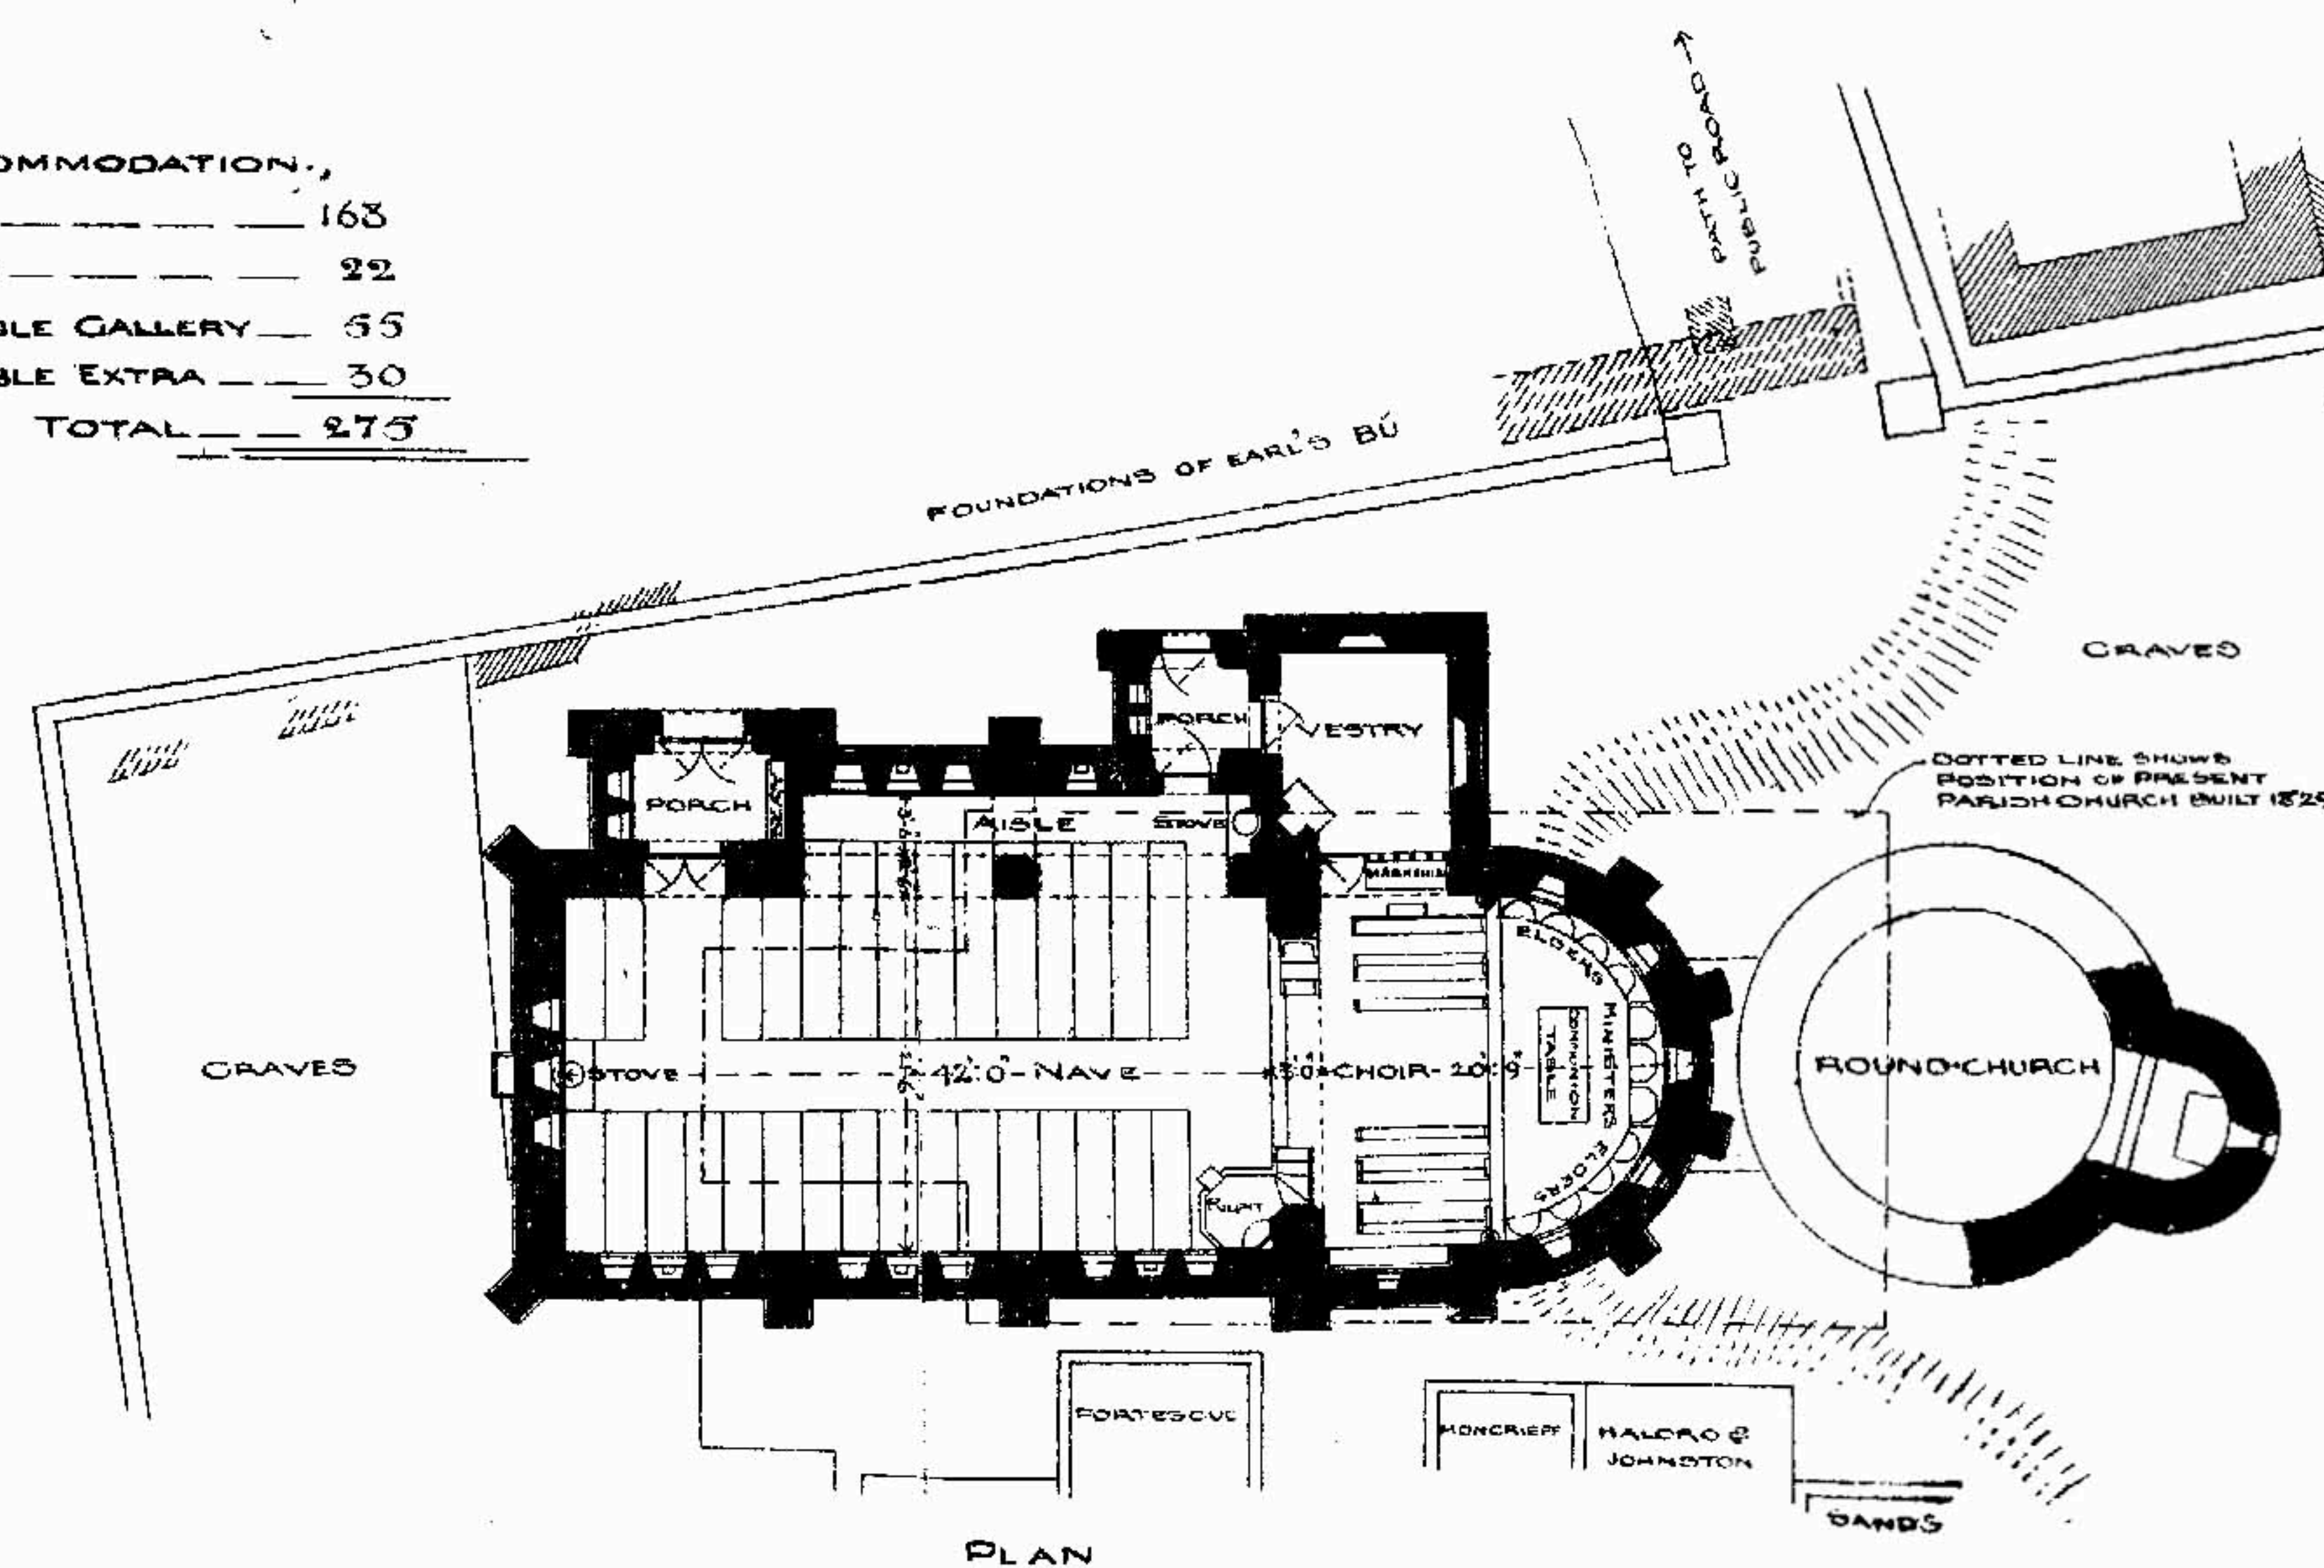 OMMODATION.
163
22
BLE GALLERY 55
BLE EXTRA 30
TOTAL 275
PATH TO
PUBLIC ROAD
FOUNDATIONS OF EARL'S BÚ
GRAVES
PORCH
VESTRY
DOTTED LINE SHOWS
POSITION OF PRESENT
PARISH CHURCH BUILT 182
PORCH
SEAT
AISLE
STOVE
ELDERS
MINISTERS
ELDERS
COMMUNION
TABLE
GRAVES
STOVE
42'.0" NAVE
CHOIR 20'.9"
ROUND CHURCH
PULPIT
FORTESCUE
MONCRIEFF
HALCRO &
JOHNSTON
SANDS
PLAN